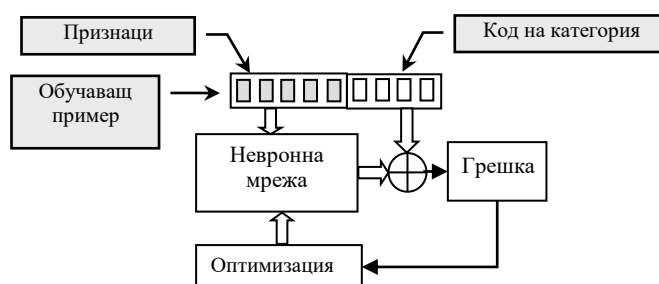 Признаци
Код на категория
Обучаващ
пример
Невронна
мрежа
Грешка
Оптимизация